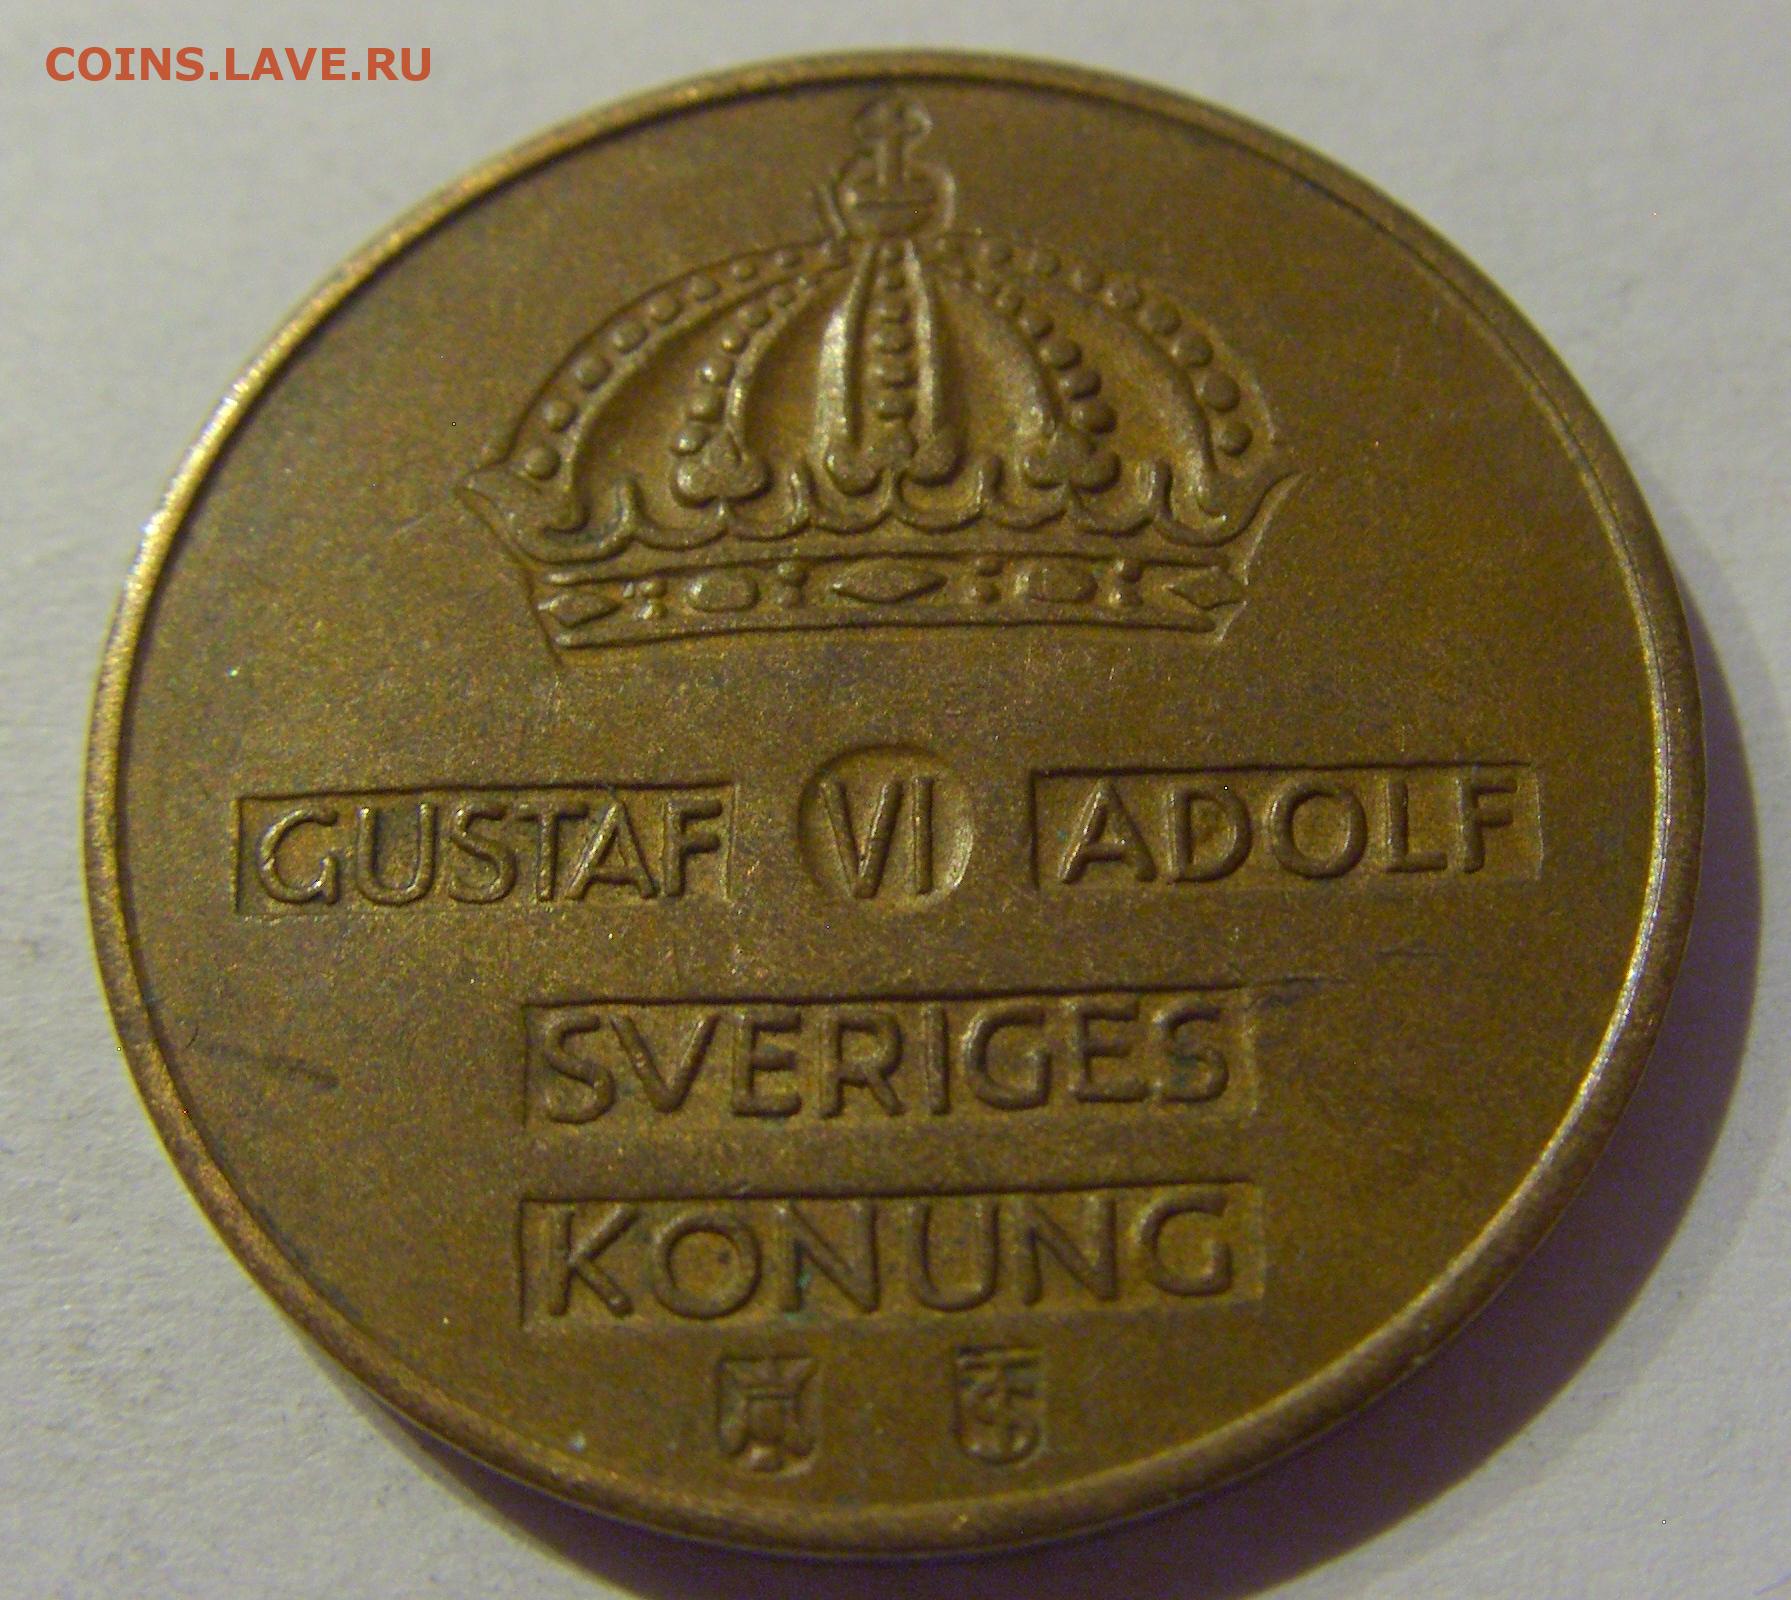 COINS.LAVE.RU
GUSTAF VI ADOLF
SVERIGES
KONUNG